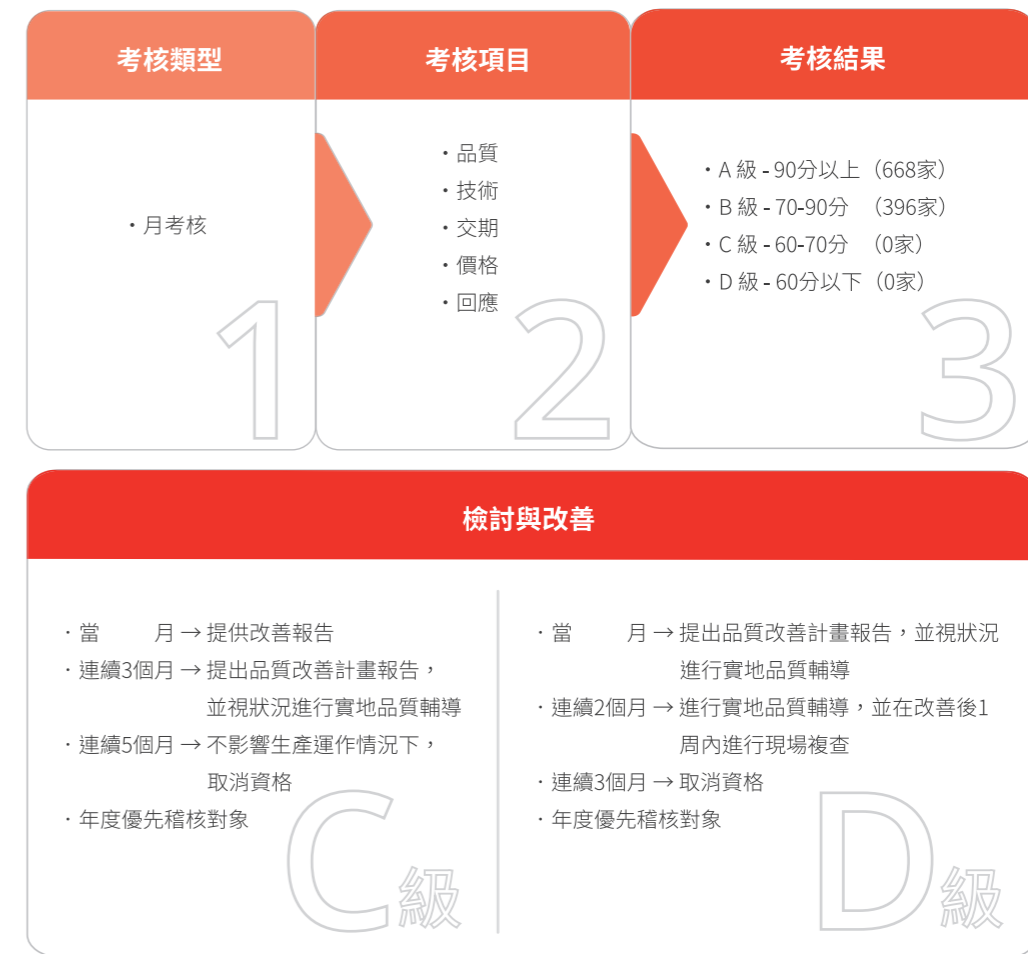 考核類型
・月考核
1
考核項目
・品質
・技術
・交期
・價格
・回應
2
考核結果
・A 級 - 90分以上（668家）
・B 級 - 70-90分 （396家）
・C 級 - 60-70分 （0家）
・D 級 - 60分以下（0家）
3
檢討與改善
・當 月 → 提供改善報告
・連續3個月 → 提出品質改善計畫報告，
並視狀況進行實地品質輔導
・連續5個月 → 不影響生產運作情況下，
取消資格
・年度優先稽核對象
C級
・當 月 → 提出品質改善計畫報告，並視狀況
進行實地品質輔導
・連續2個月 → 進行實地品質輔導，並在改善後1
周內進行現場複查
・連續3個月 → 取消資格
・年度優先稽核對象
D級